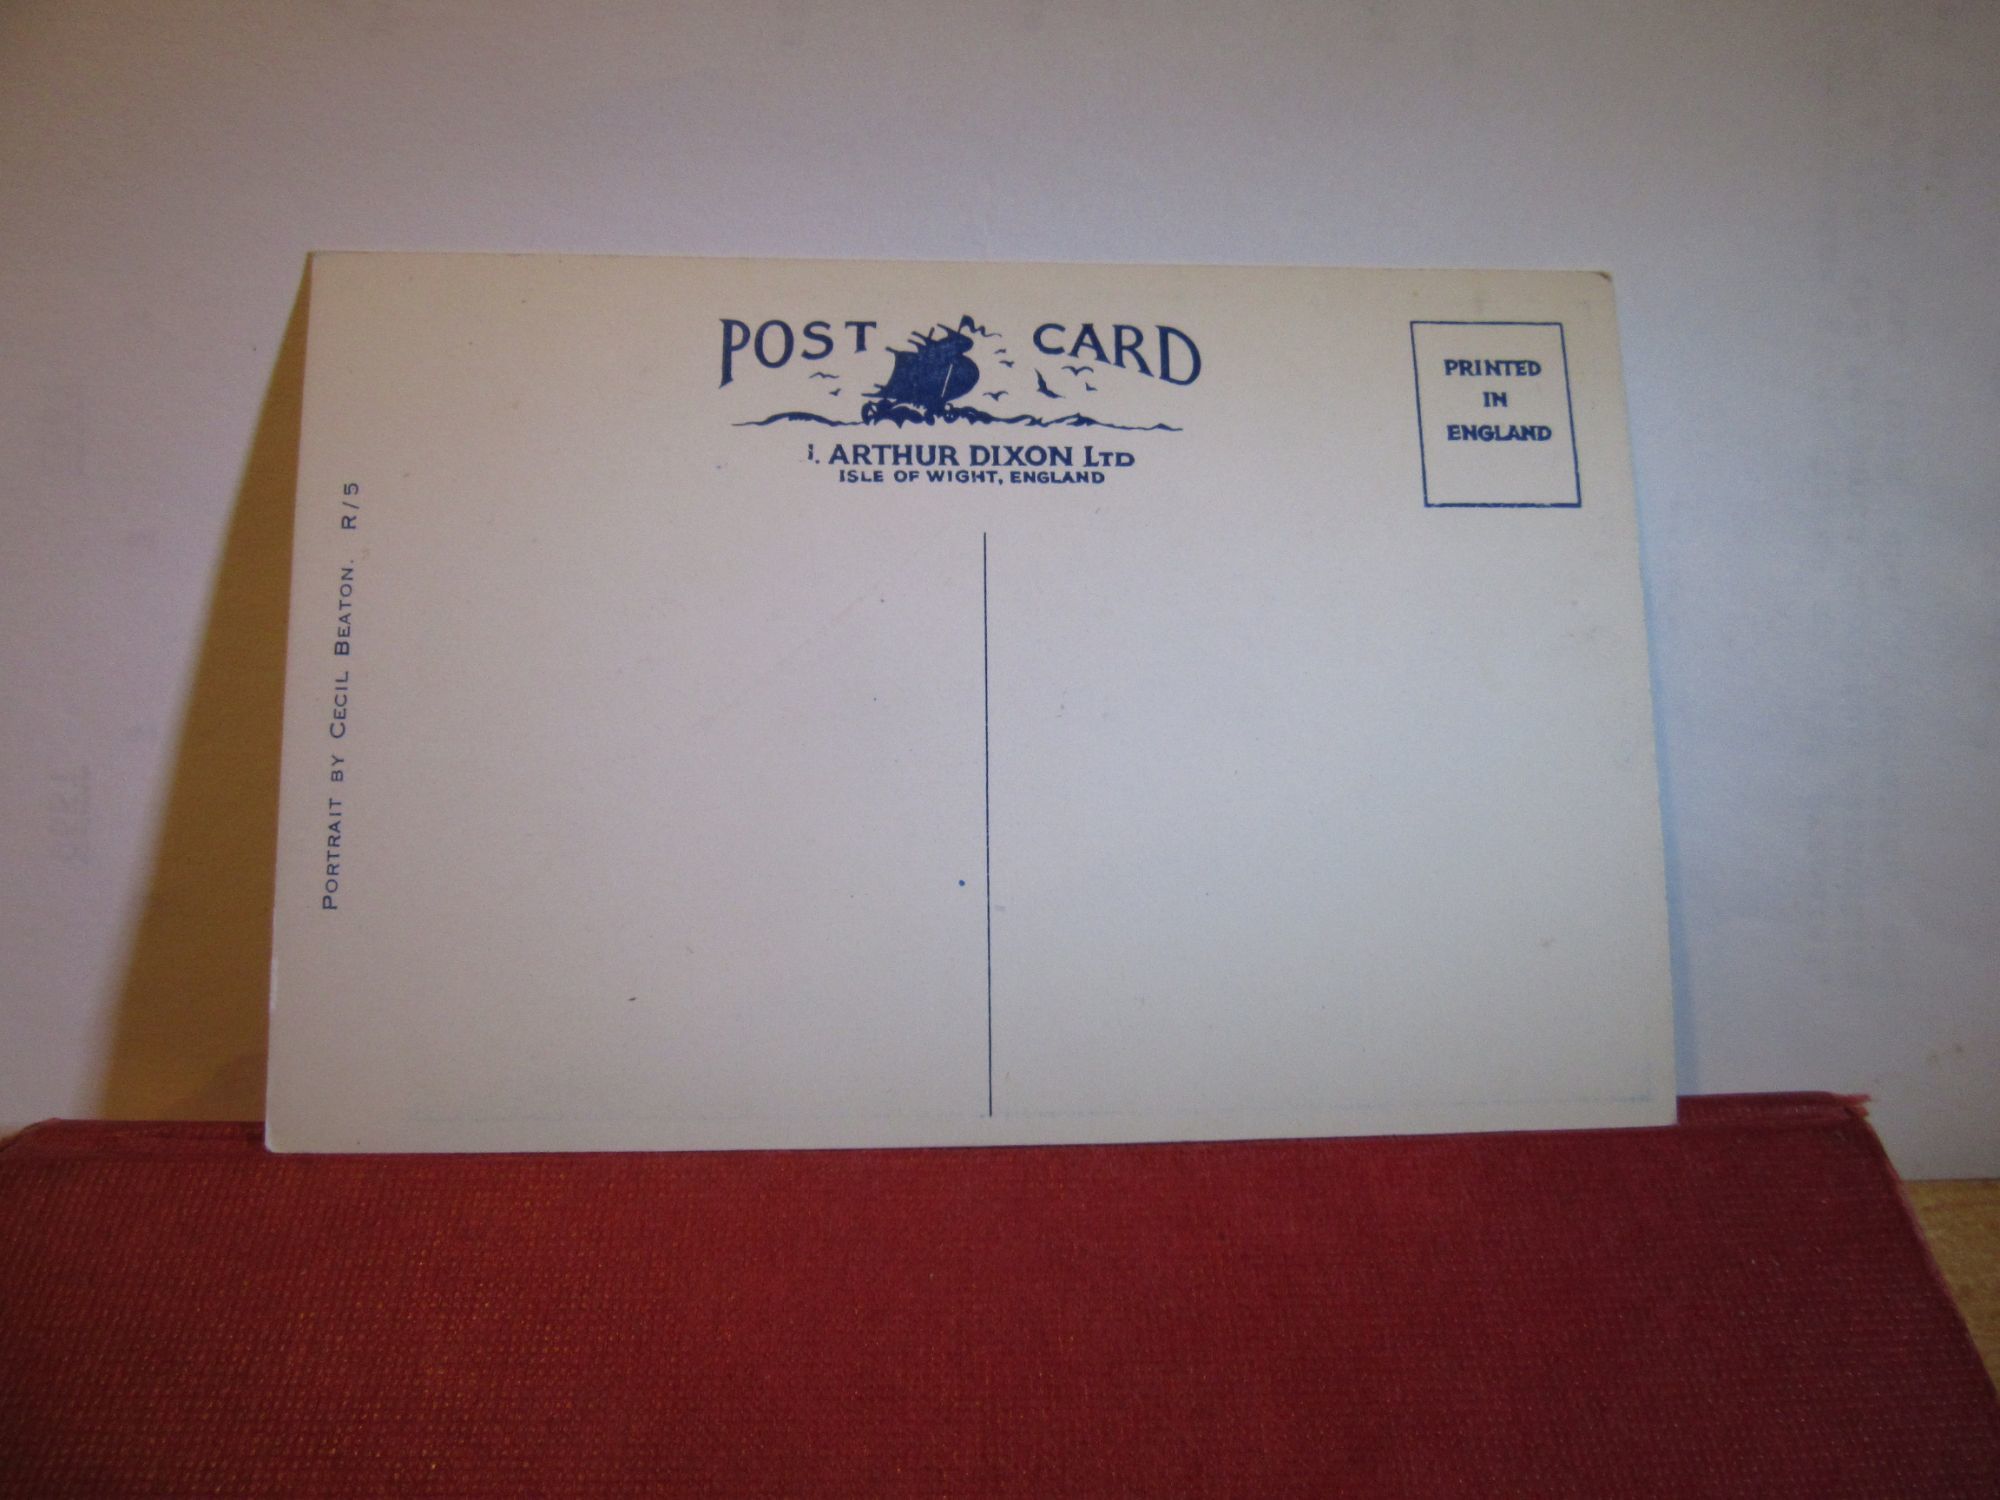 POST CARD
J. ARTHUR DIXON LTD
ISLE OF WIGHT, ENGLAND
PRINTED
IN
ENGLAND
PORTRAIT BY CECIL BEATON. R/5